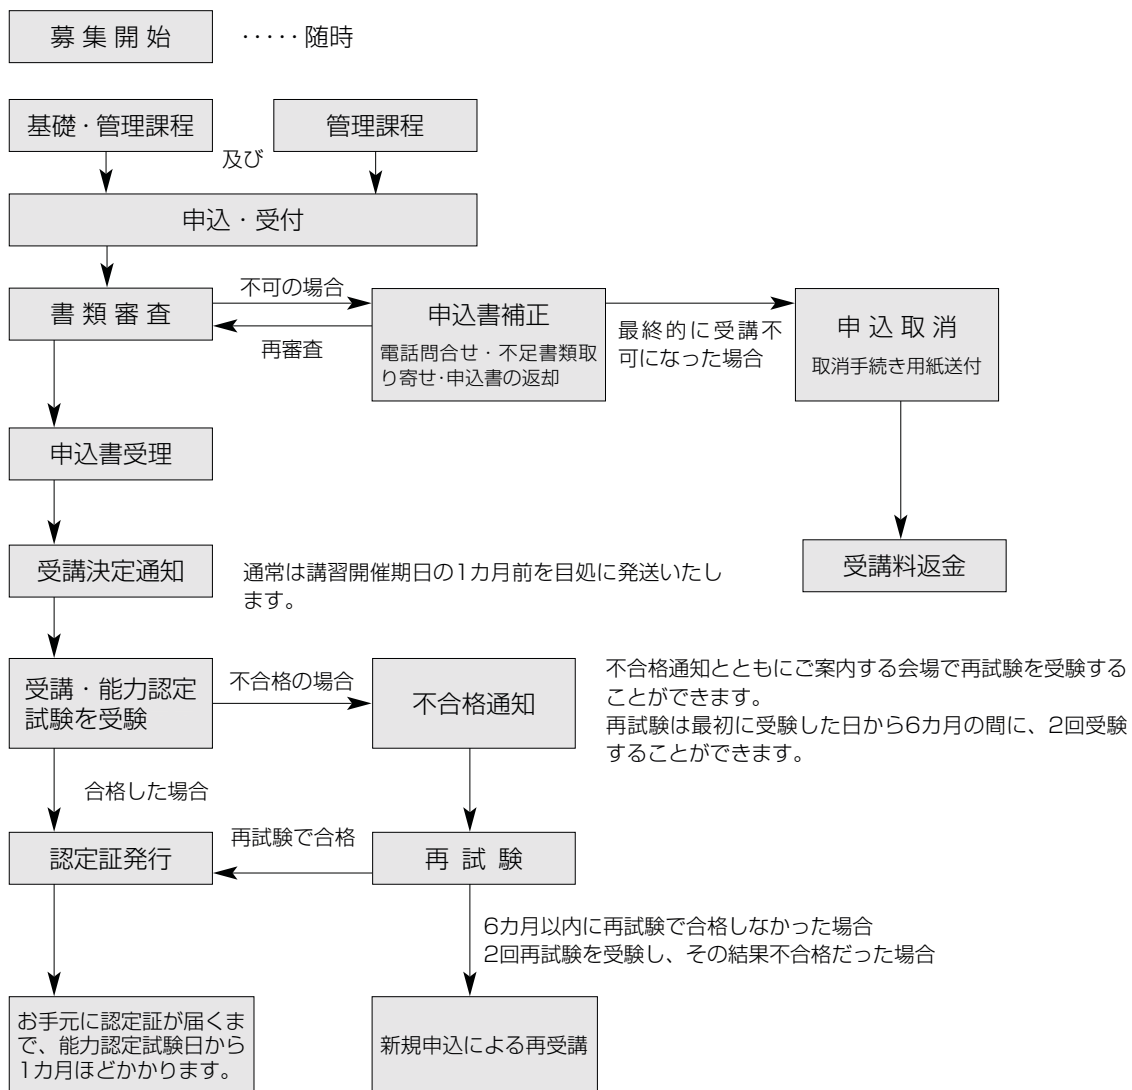 募集開始 ‥‥‥随時
基礎・管理課程
管理課程
及び
申込・受付
書類審査
不可の場合
再審査
申込書補正
電話問合せ・不足書類取
り寄せ・申込書の返却
最終的に受講不
可になった場合
申込取消
取消手続き用紙送付
申込書受理
受講決定通知
通常は講習開催期日の1カ月前を目処に発送いたし
ます。
受講料返金
受講・能力認定
試験を受験
不合格の場合
不合格通知
不合格通知とともにご案内する会場で再試験を受験する
ことができます。
再試験は最初に受験した日から6カ月の間に、2回受験
することができます。
合格した場合
認定証発行
再試験で合格
再試験
6カ月以内に再試験で合格しなかった場合
2回再試験を受験し、その結果不合格だった場合
お手元に認定証が届くま
で、能力認定試験日から
1カ月ほどかかります。
新規申込による再受講